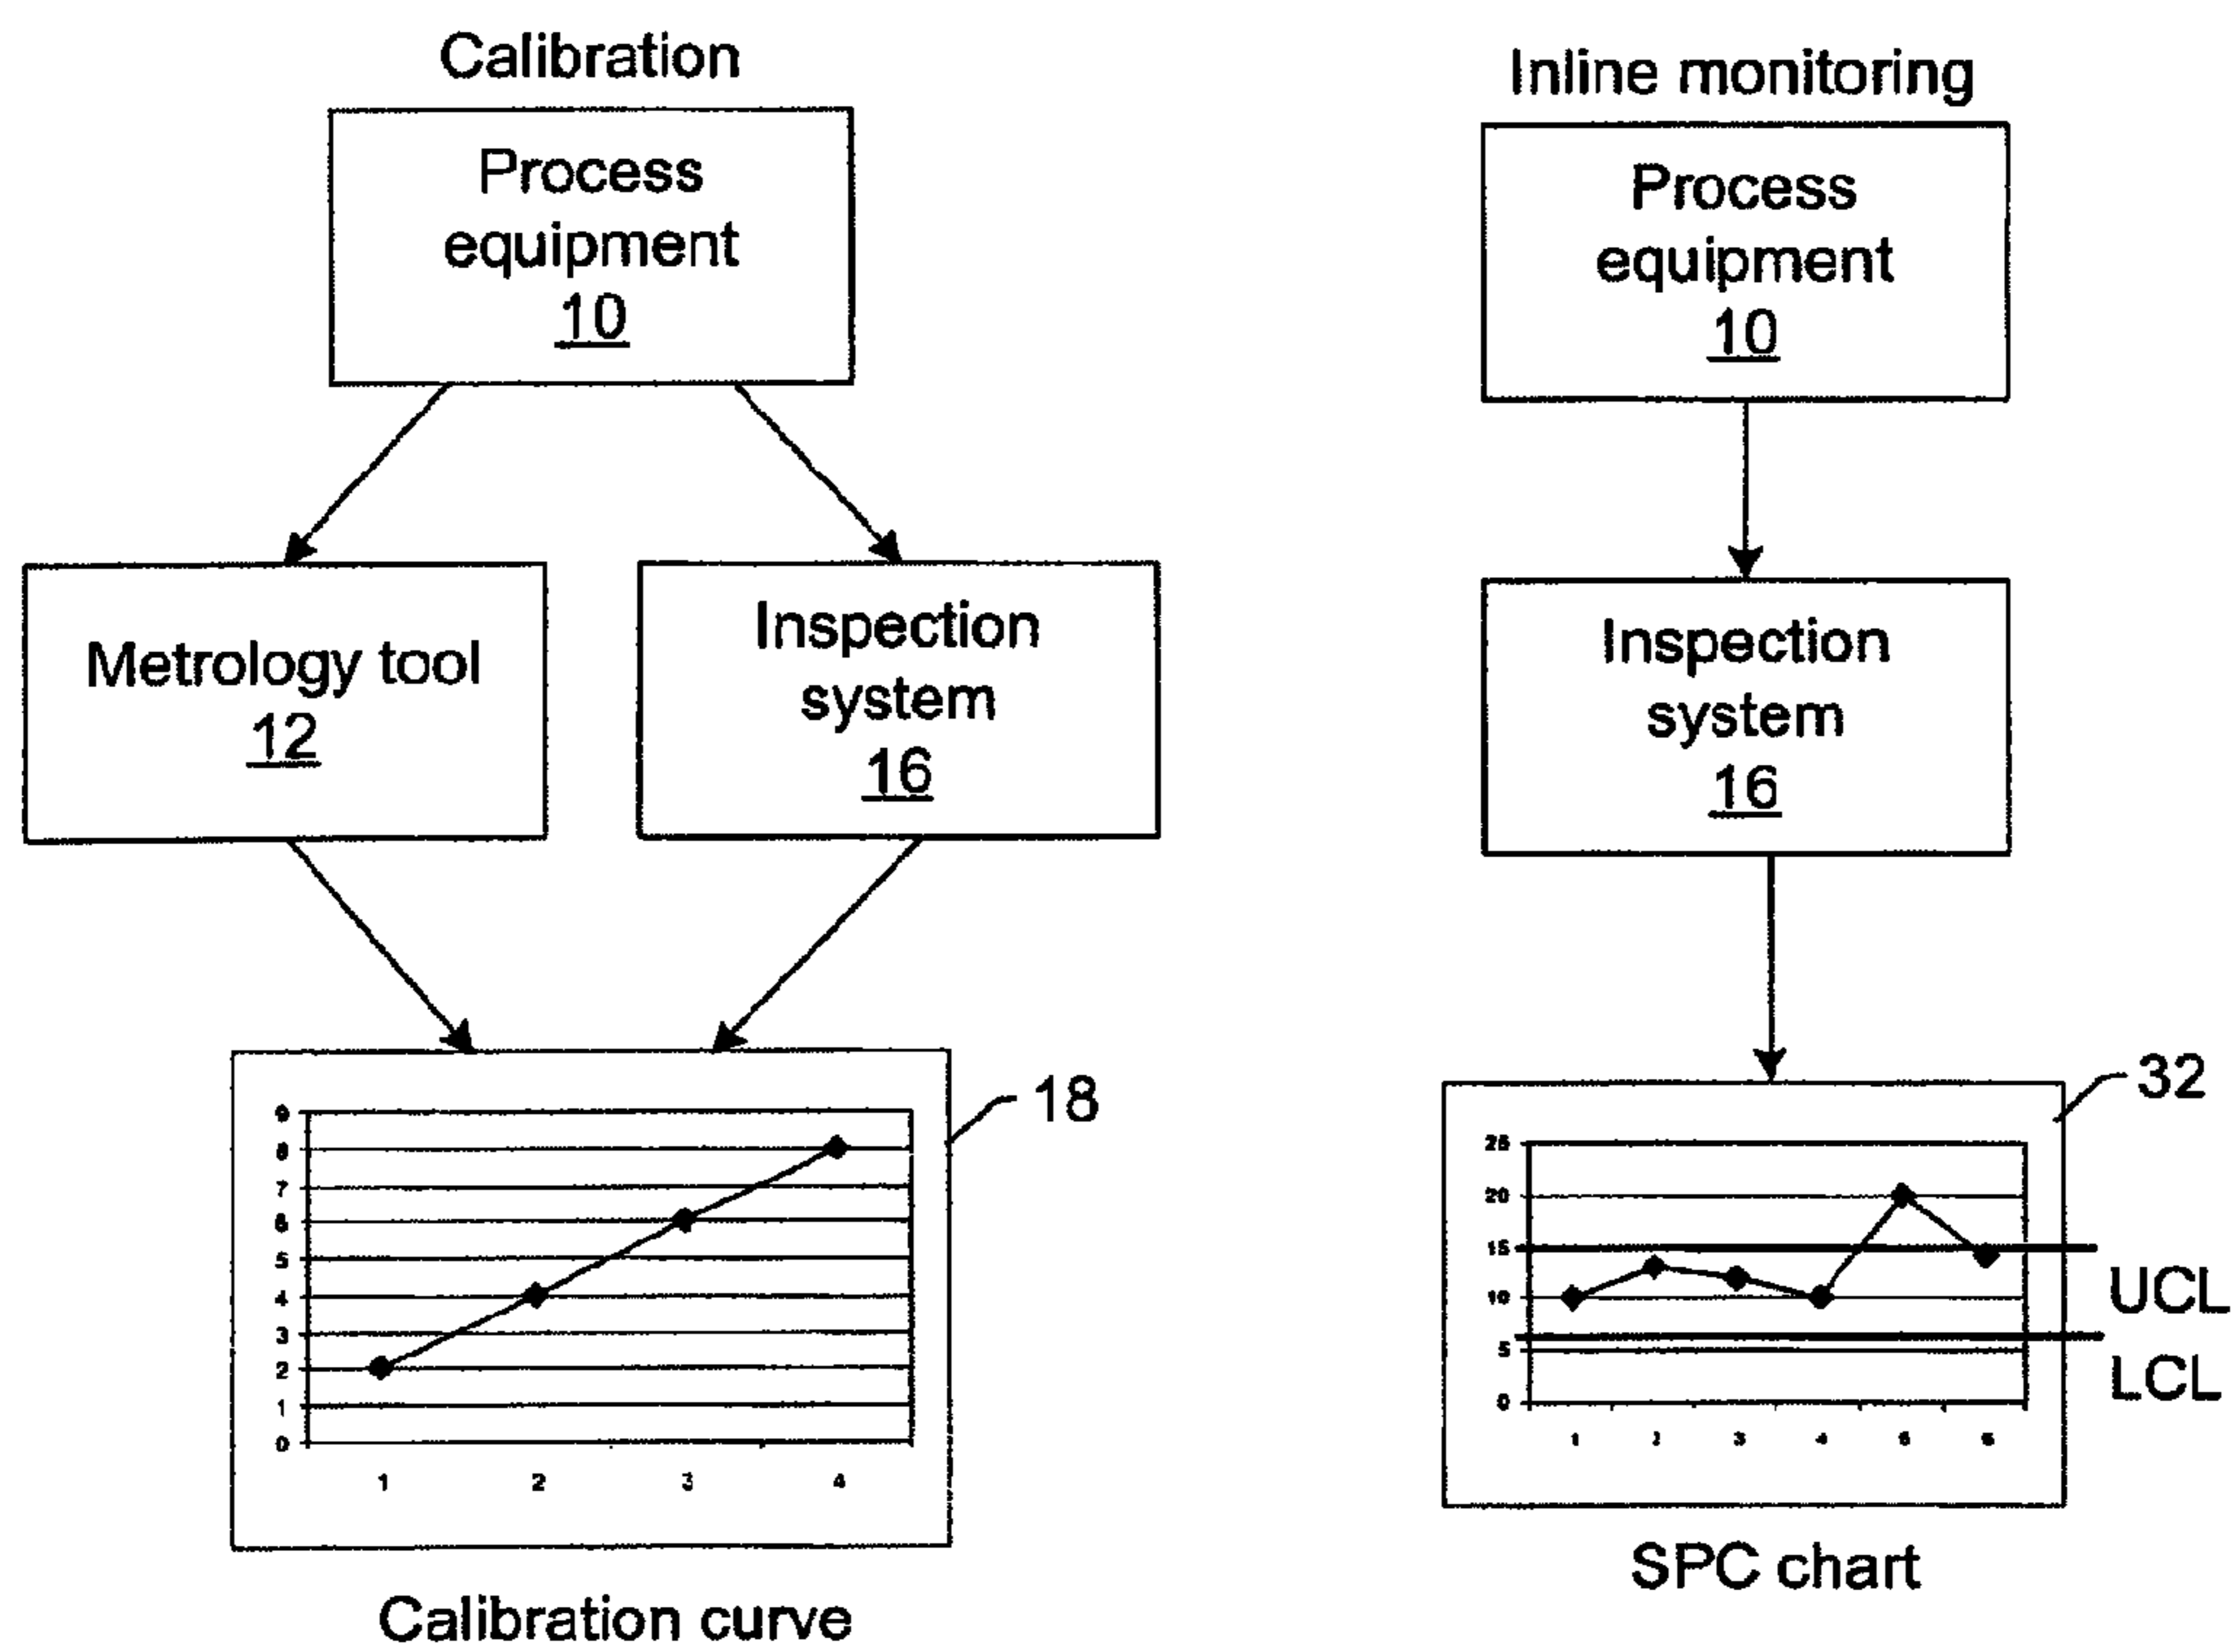 Calibration
Process
equipment
10
Metrology tool
12
Inspection
system
16
18
9
8
7
6
5
4
3
2
1
0
1
2
3
4
Calibration curve
Inline monitoring
Process
equipment
10
Inspection
system
16
32
25
20
15
10
5
0
1
2
3
4
5
6
UCL
LCL
SPC chart